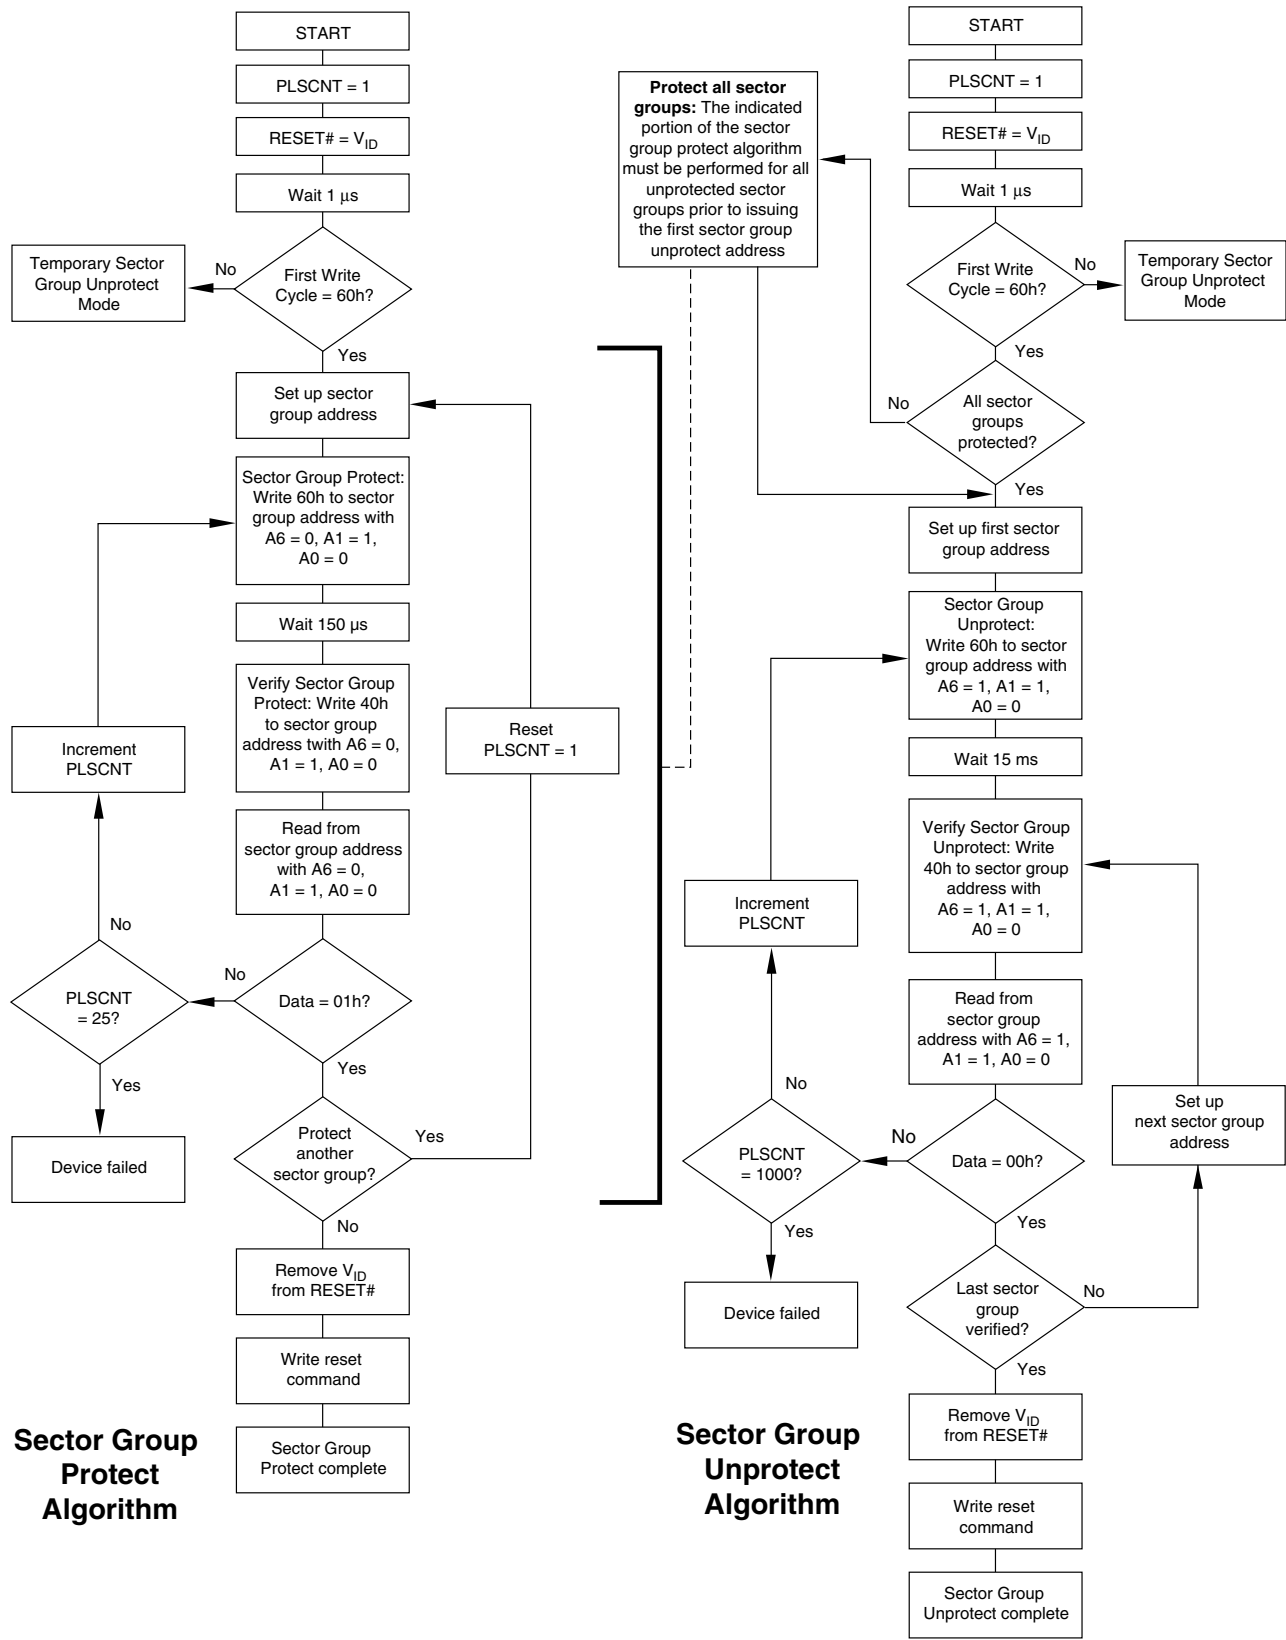 START
PLSCNT = 1
RESET# = VID
Wait 1 μs
First Write
Cycle = 60h?
No
Temporary Sector
Group Unprotect
Mode
Yes
Set up sector
group address
Sector Group Protect:
Write 60h to sector
group address with
A6 = 0, A1 = 1,
A0 = 0
Wait 150 μs
Verify Sector Group
Protect: Write 40h
to sector group
address twith A6 = 0,
A1 = 1, A0 = 0
Reset
PLSCNT = 1
Increment
PLSCNT
Read from
sector group address
with A6 = 0,
A1 = 1, A0 = 0
No
No
PLSCNT
= 25?
Data = 01h?
Yes
Yes
Device failed
Protect
another
sector group?
Yes
No
Remove VID
from RESET#
Write reset
command
Sector Group
Protect complete
Sector Group
Protect
Algorithm
START
PLSCNT = 1
RESET# = VID
Wait 1 μs
Protect all sector
groups: The indicated
portion of the sector
group protect algorithm
must be performed for all
unprotected sector
groups prior to issuing
the first sector group
unprotect address
First Write
Cycle = 60h?
No
Temporary Sector
Group Unprotect
Mode
Yes
No
All sector
groups
protected?
Yes
Set up first sector
group address
Sector Group
Unprotect:
Write 60h to sector
group address with
A6 = 1, A1 = 1,
A0 = 0
Wait 15 ms
Verify Sector Group
Unprotect: Write
40h to sector group
address with
A6 = 1, A1 = 1,
A0 = 0
Increment
PLSCNT
Read from
sector group
address with A6 = 1,
A1 = 1, A0 = 0
No
Set up
next sector group
address
No
PLSCNT
= 1000?
Data = 00h?
Yes
Yes
Device failed
Last sector
group
verified?
No
Yes
Remove VID
from RESET#
Write reset
command
Sector Group
Unprotect complete
Sector Group
Unprotect
Algorithm